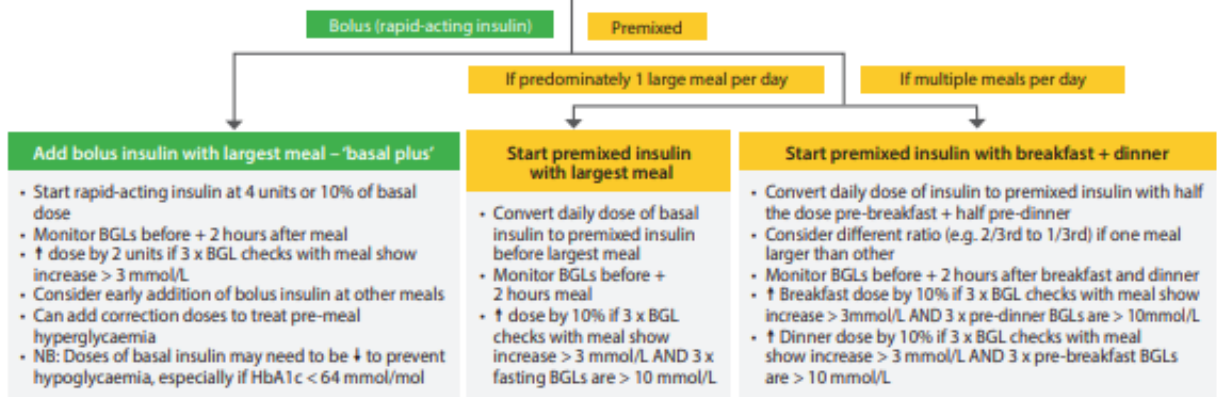 Bolus (rapid-acting insulin)
Premixed
If predominately 1 large meal per day
If multiple meals per day
Add bolus insulin with largest meal – 'basal plus'
• Start rapid-acting insulin at 4 units or 10% of basal
dose
• Monitor BGLs before + 2 hours after meal
• ↑ dose by 2 units if 3 x BGL checks with meal show
increase > 3 mmol/L
• Consider early addition of bolus insulin at other meals
• Can add correction doses to treat pre-meal
hyperglycaemia
• NB: Doses of basal insulin may need to be ↓ to prevent
hypoglycaemia, especially if HbA1c < 64 mmol/mol
Start premixed insulin
with largest meal
• Convert daily dose of basal
insulin to premixed insulin
before largest meal
• Monitor BGLs before +
2 hours meal
• ↑ dose by 10% if 3 x BGL
checks with meal show
increase > 3 mmol/L AND 3 x
fasting BGLs are > 10 mmol/L
Start premixed insulin with breakfast + dinner
• Convert daily dose of insulin to premixed insulin with half
the dose pre-breakfast + half pre-dinner
• Consider different ratio (e.g. 2/3rd to 1/3rd) if one meal
larger than other
• Monitor BGLs before + 2 hours after breakfast and dinner
• ↑ Breakfast dose by 10% if 3 x BGL checks with meal show
increase > 3mmol/L AND 3 x pre-dinner BGLs are > 10mmol/L
• ↑ Dinner dose by 10% if 3 x BGL checks with meal
show increase > 3 mmol/L AND 3 x pre-breakfast BGLs
are > 10 mmol/L